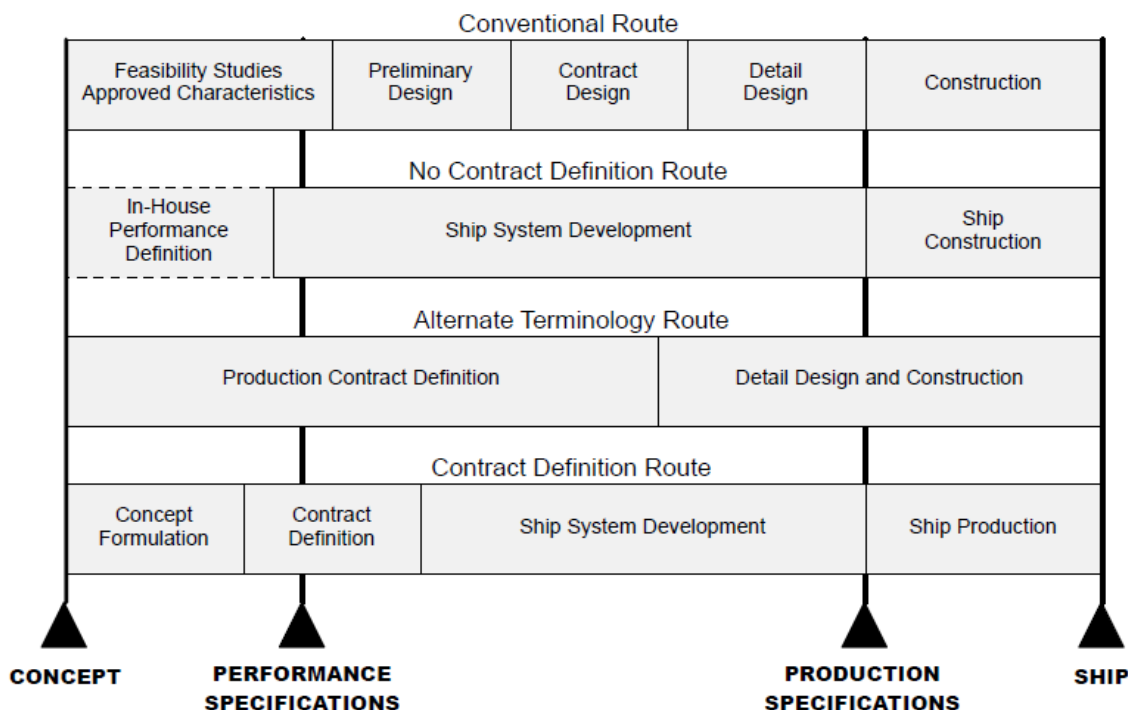 Conventional Route
Feasibility Studies
Approved Characteristics
Preliminary
Design
Contract
Design
Detail
Design
Construction
No Contract Definition Route
In-House
Performance
Definition
Ship System Development
Ship
Construction
Alternate Terminology Route
Production Contract Definition
Detail Design and Construction
Contract Definition Route
Concept
Formulation
Contract
Definition
Ship System Development
Ship Production
CONCEPT
PERFORMANCE
SPECIFICATIONS
PRODUCTION
SPECIFICATIONS
SHIP